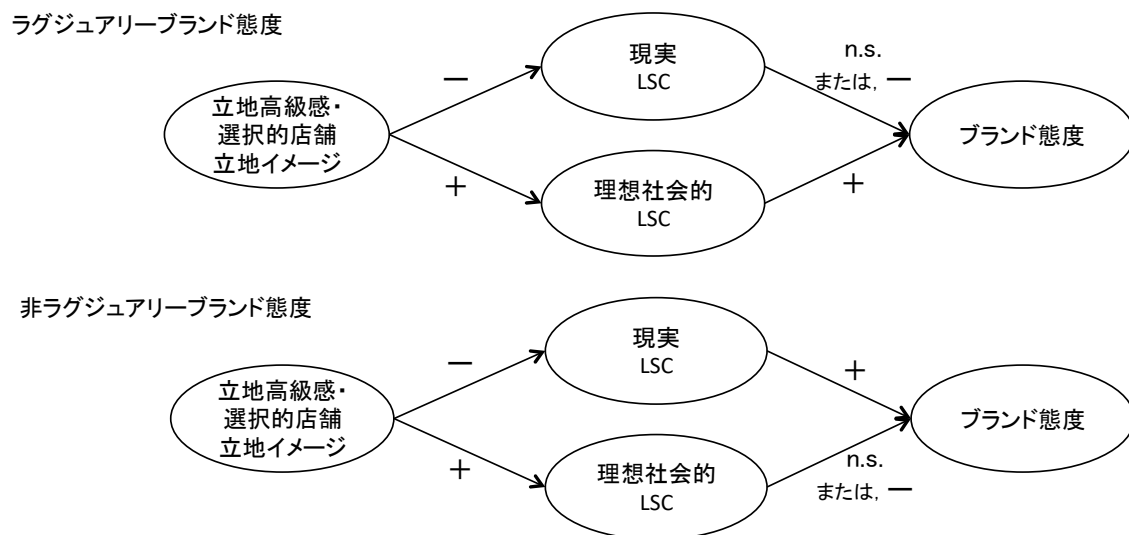 ラグジュアリーブランド態度
現実
LSC
n.s.
または, －
－
立地高級感・
選択的店舗
立地イメージ
ブランド態度
＋
理想社会的
LSC
＋
非ラグジュアリーブランド態度
現実
LSC
－
＋
立地高級感・
選択的店舗
立地イメージ
ブランド態度
＋
理想社会的
LSC
n.s.
または, －